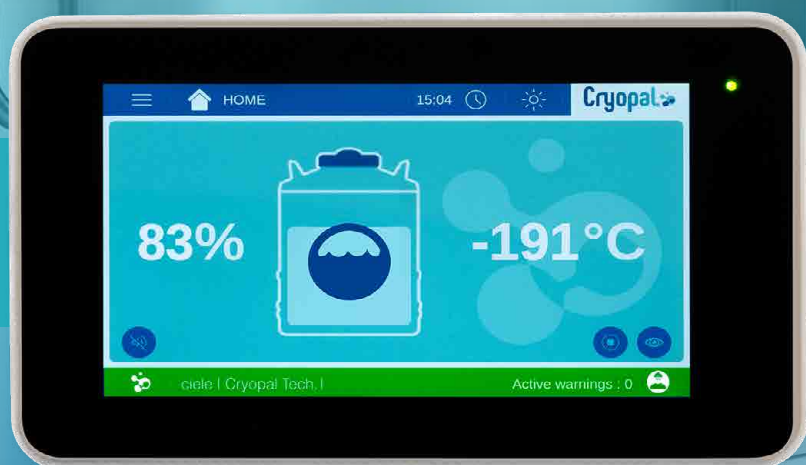 HOME
15:04
Cryopal
83%
-191°C
ciele | Cryopal Tech. |
Active warnings : 0